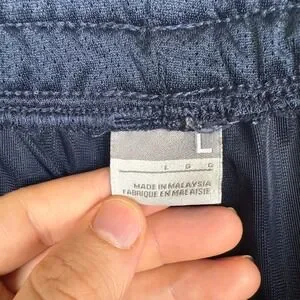 L
L G G
MADE IN MALAYSIA
FABRIQUE EN MALAISIE